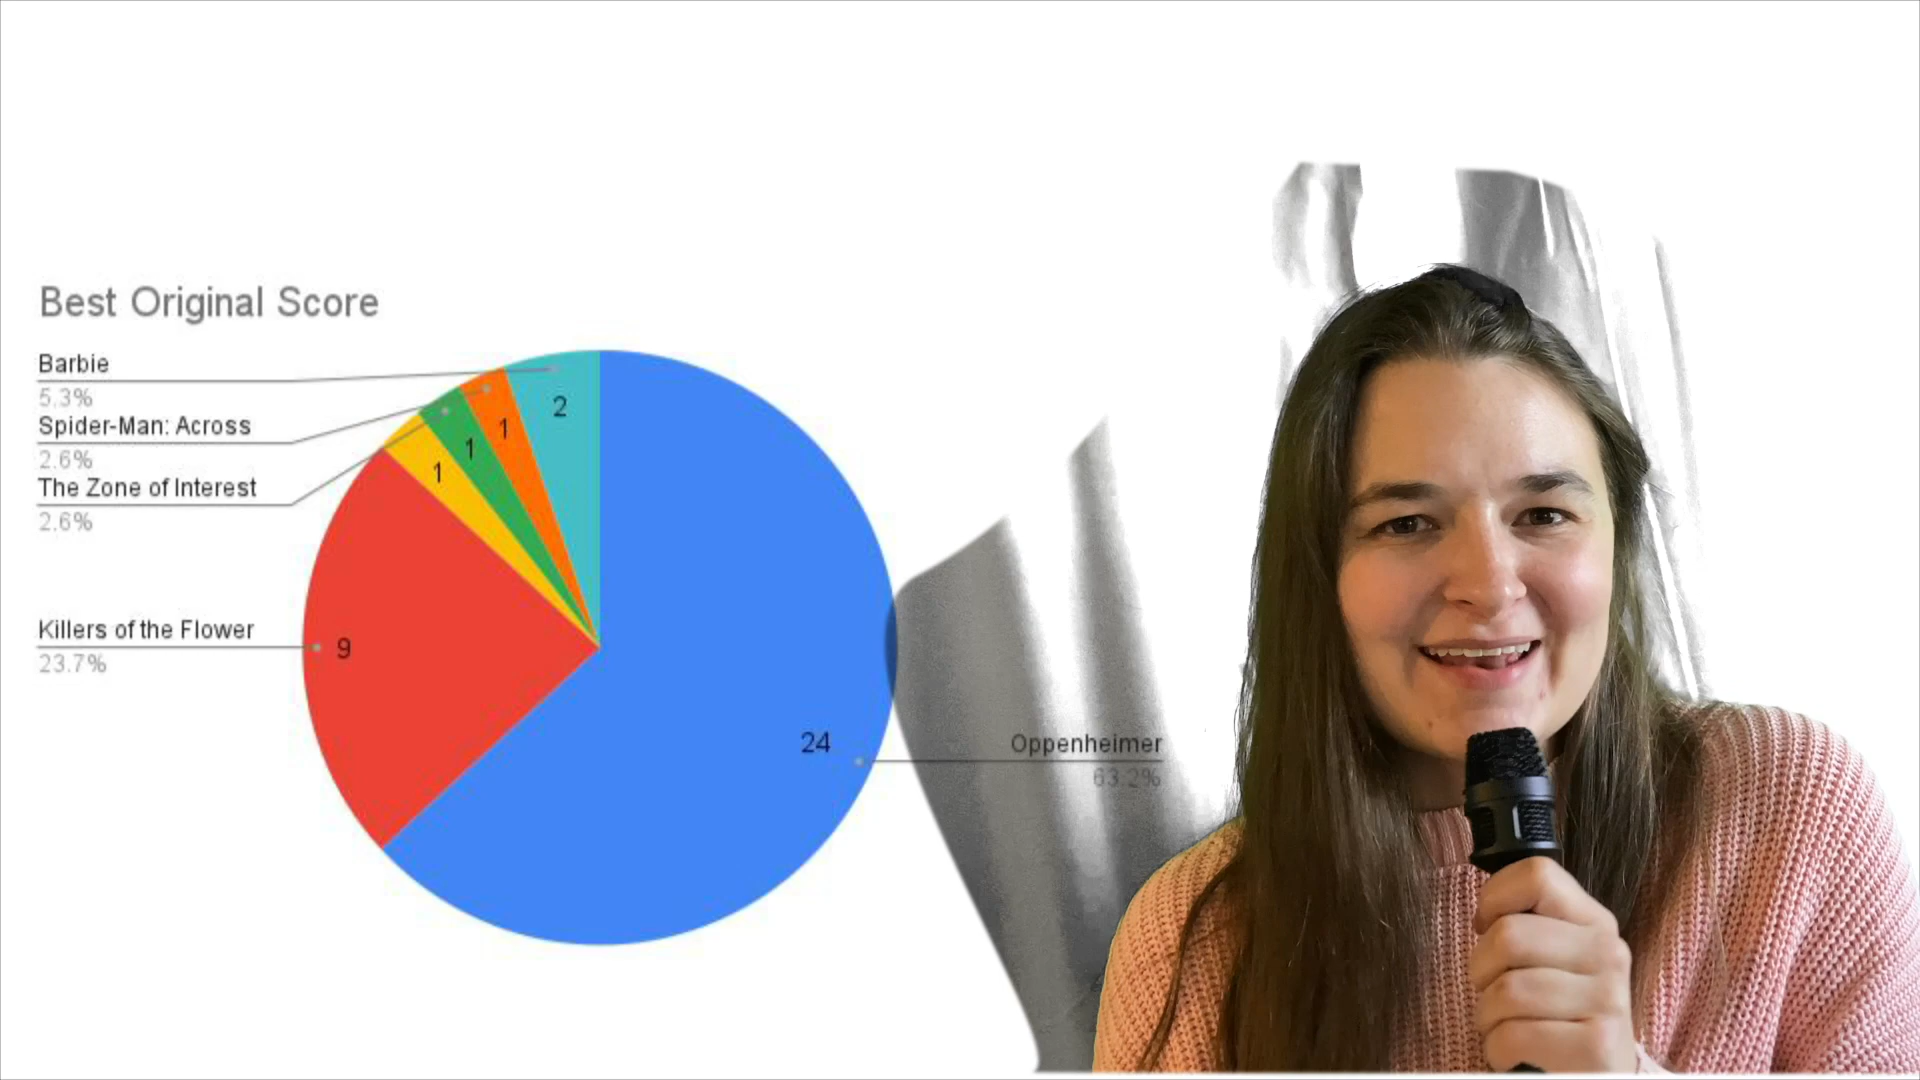 Best Original Score
Barbie
5.3%
Spider-Man: Across
2.6%
The Zone of Interest
2.6%
Killers of the Flower
23.7%
2
1
1
1
9
24
Oppenheimer
63.2%